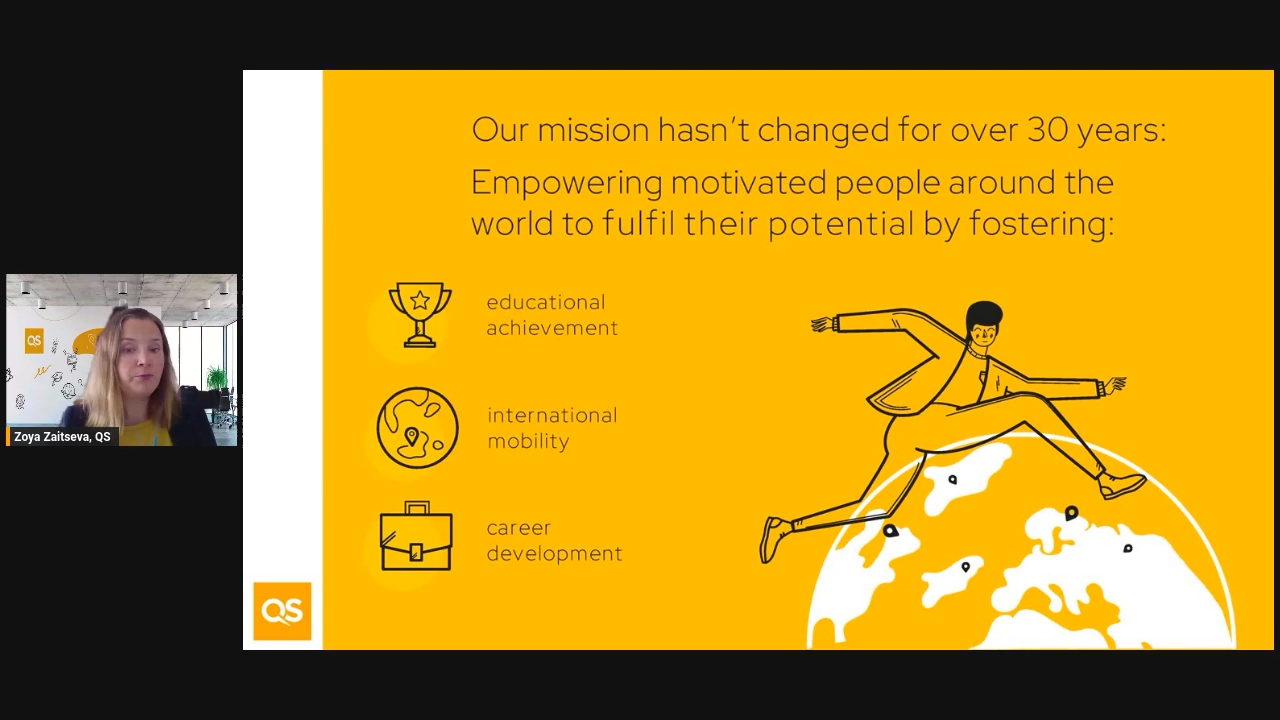 Our mission hasn't changed for over 30 years:
Empowering motivated people around the
world to fulfil their potential by fostering:
educational
achievement
international
mobility
career
development
QS
Zoya Zaitseva, QS
QS